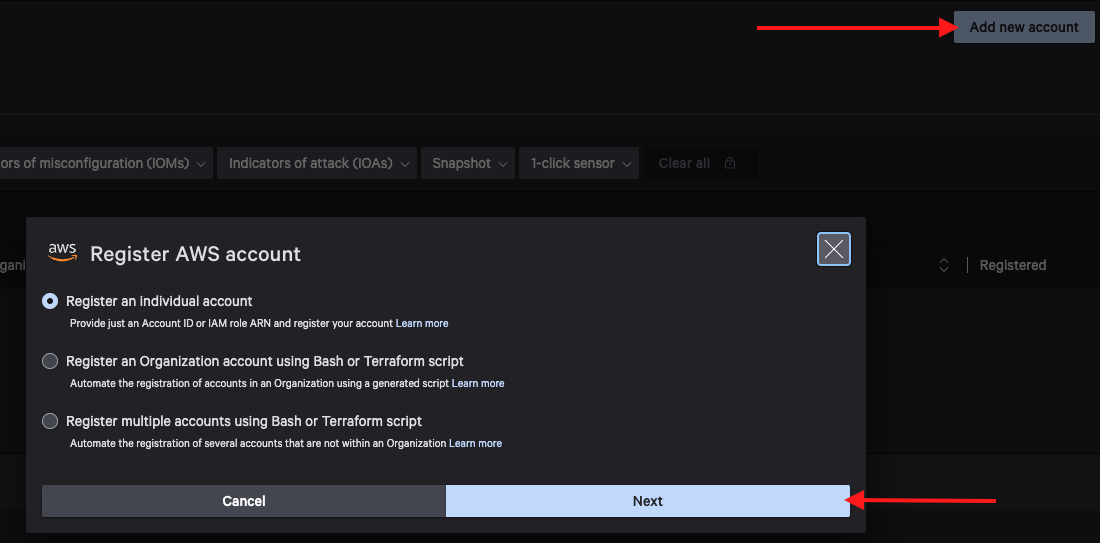 Add new account
ors of misconfiguration (IOMs)
Indicators of attack (IOAs)
Snapshot
1-click sensor
Clear all
aws
Register AWS account
gani
Registered
Register an individual account
Provide just an Account ID or IAM role ARN and register your account Learn more
Register an Organization account using Bash or Terraform script
Automate the registration of accounts in an Organization using a generated script Learn more
Register multiple accounts using Bash or Terraform script
Automate the registration of several accounts that are not within an Organization Learn more
Cancel
Next